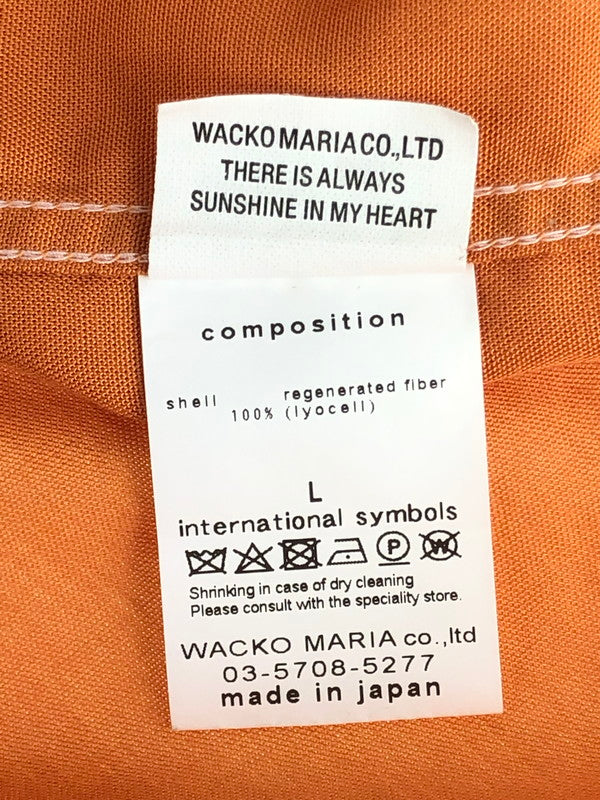 WACKO MARIA CO.,LTD
THERE IS ALWAYS
SUNSHINE IN MY HEART
composition
shell regenerated fiber
100% (lyocell)
L
international symbols
P W
Shrinking in case of dry cleaning
Please consult with the speciality store.
WACKO MARIA co.,ltd
03-5708-5277
made in japan